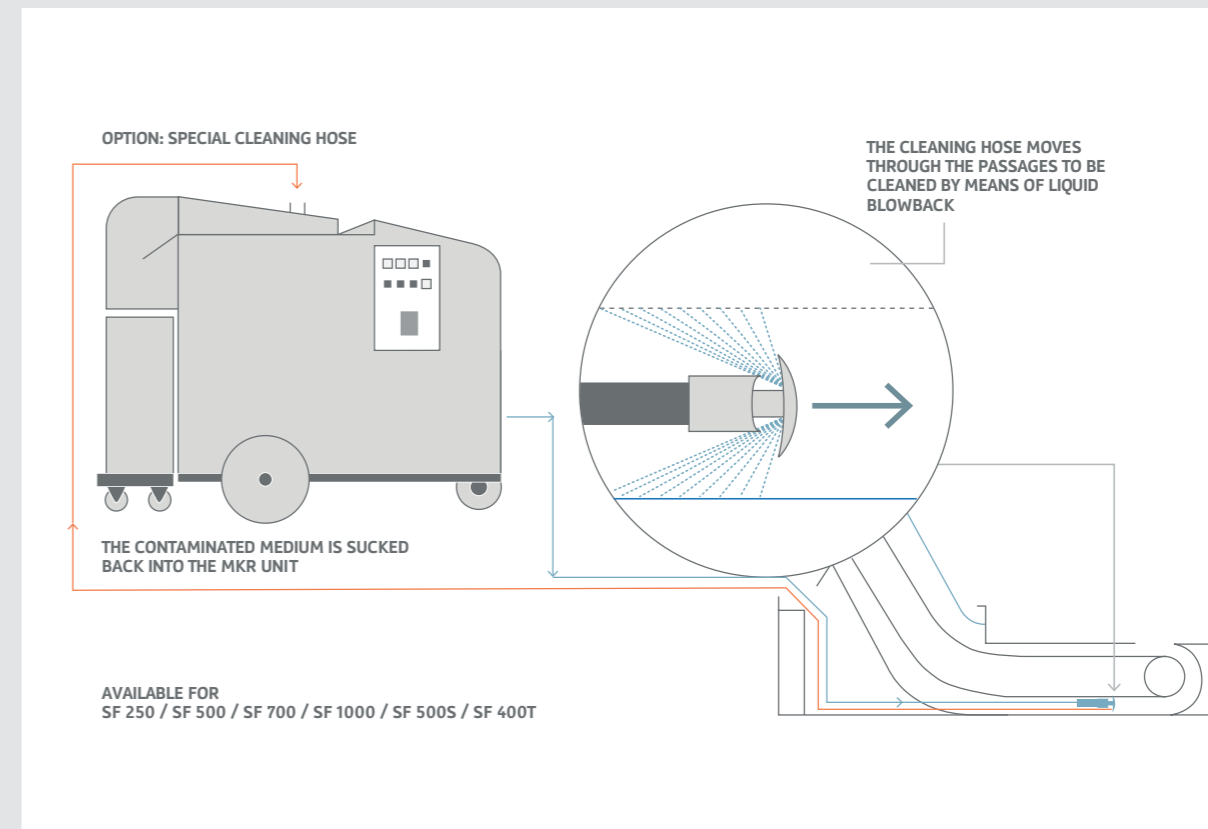 OPTION: SPECIAL CLEANING HOSE
THE CLEANING HOSE MOVES
THROUGH THE PASSAGES TO BE
CLEANED BY MEANS OF LIQUID
BLOWBACK
THE CONTAMINATED MEDIUM IS SUCKED
BACK INTO THE MKR UNIT
AVAILABLE FOR
SF 250 / SF 500 / SF 700 / SF 1000 / SF 500S / SF 400T